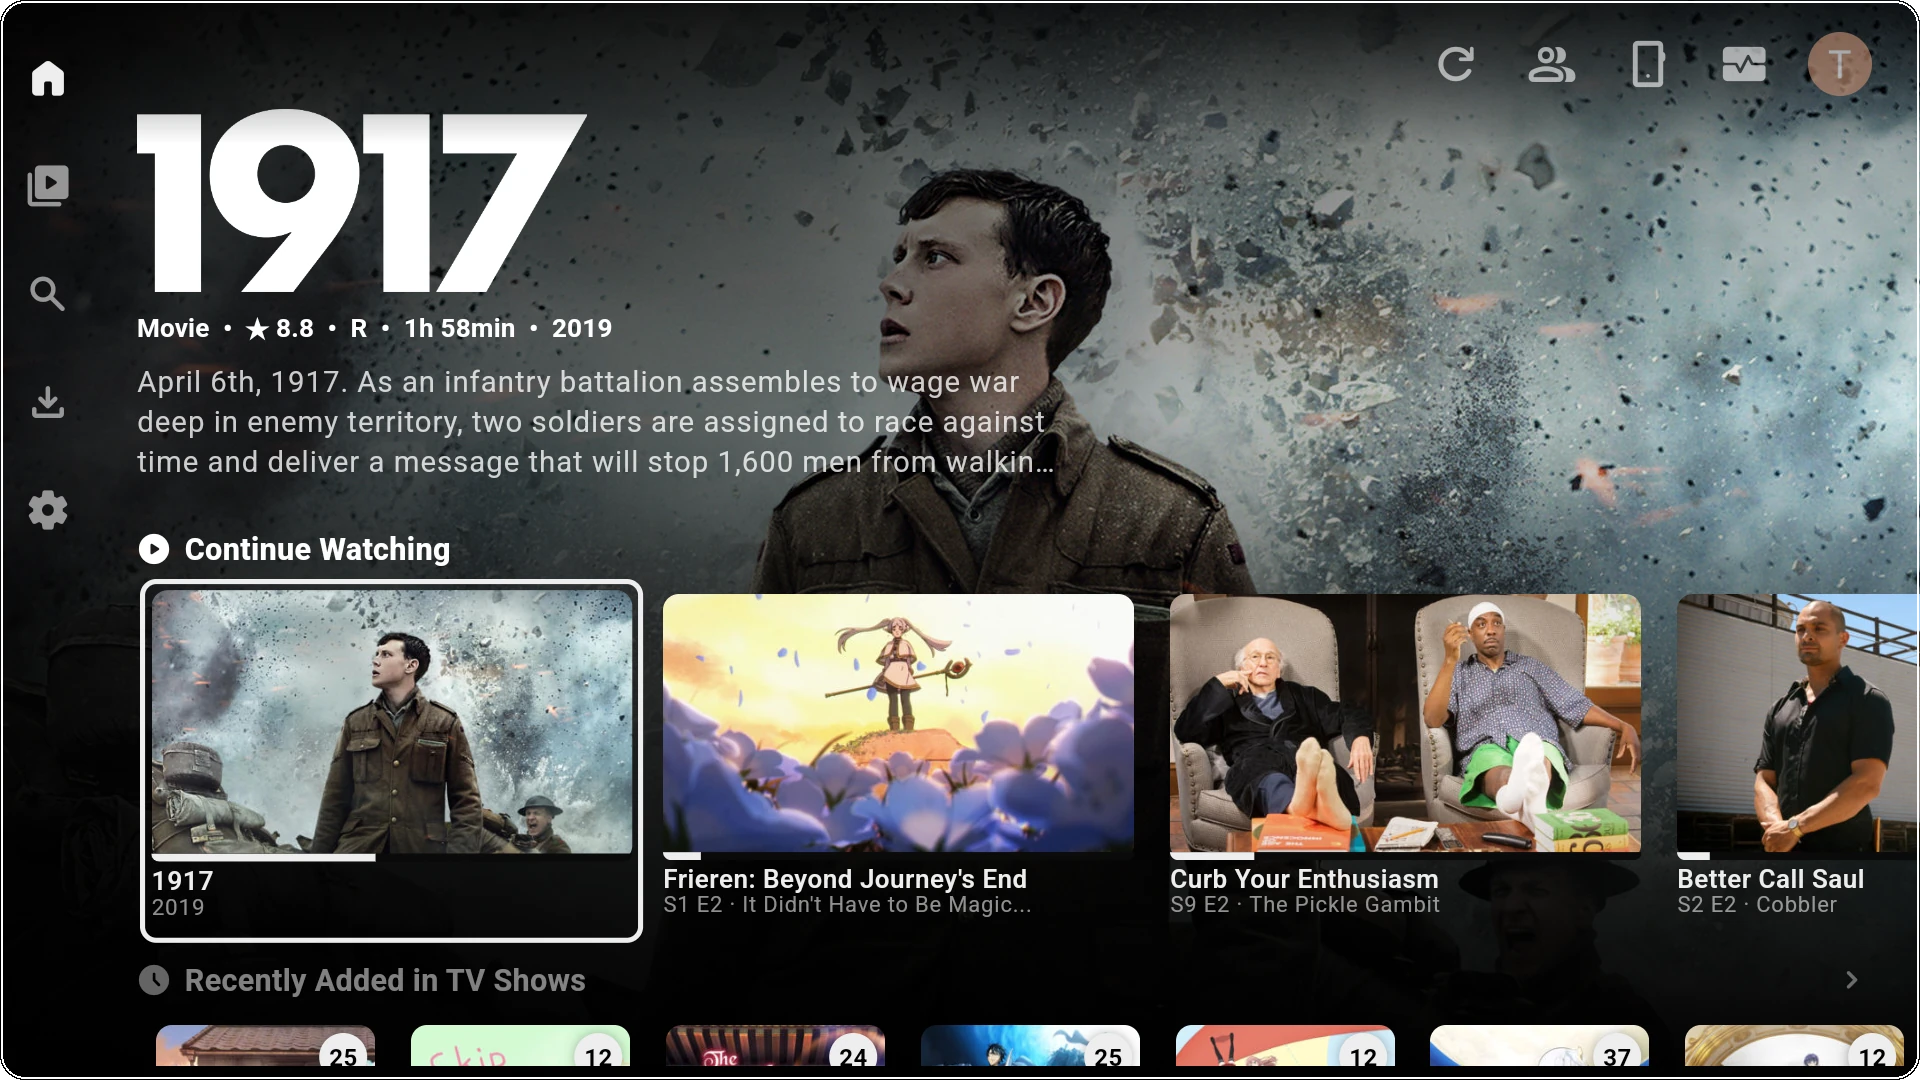 T
1917
Movie • ★ 8.8 • R • 1h 58min • 2019
April 6th, 1917. As an infantry battalion assembles to wage war
deep in enemy territory, two soldiers are assigned to race against
time and deliver a message that will stop 1,600 men from walkin…
Continue Watching
1917
2019
Frieren: Beyond Journey's End
S1 E2 · It Didn't Have to Be Magic...
Curb Your Enthusiasm
S9 E2 · The Pickle Gambit
Better Call Saul
S2 E2 · Cobbler
Recently Added in TV Shows
25
Skip
12
The
24
25
12
37
12